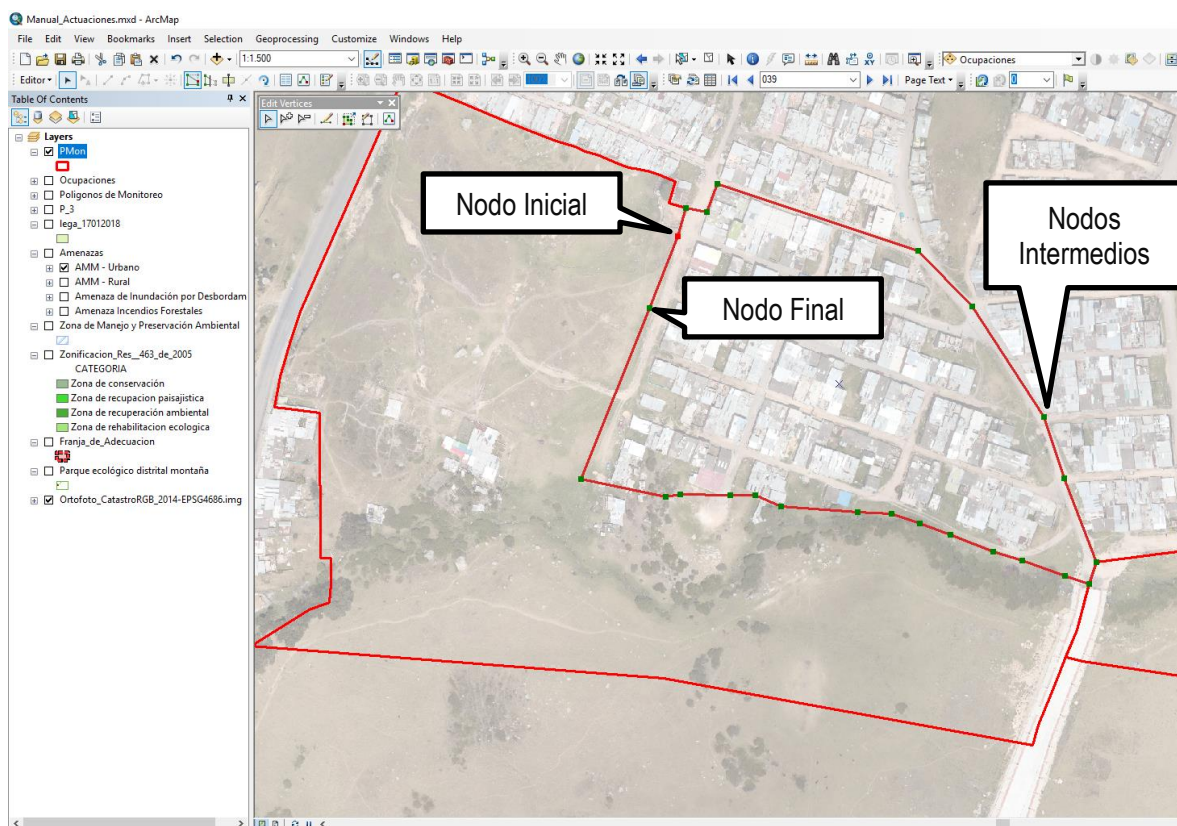 Manual_Actuaciones.mxd - ArcMap
File Edit View Bookmarks Insert Selection Geoprocessing Customize Windows Help
1:1.500
Ocupaciones
Editor
039
Page Text
0
Table Of Contents
Edit Vertices
Layers
PMon
Ocupaciones
Poligonos de Monitoreo
P_3
lega_17012018
Amenazas
AMM - Urbano
AMM - Rural
Amenaza de Inundación por Desbordam
Amenaza Incendios Forestales
Zona de Manejo y Preservación Ambiental
Zonificacion_Res__463_de_2005
CATEGORIA
Zona de conservación
Zona de recupacion paisajistica
Zona de recuperación ambiental
Zona de rehabilitacion ecologica
Franja_de_Adecuacion
Parque ecológico distrital montaña
Ortofoto_CatastroRGB_2014-EPSG4686.img
Nodo Inicial
Nodo Final
Nodos
Intermedios